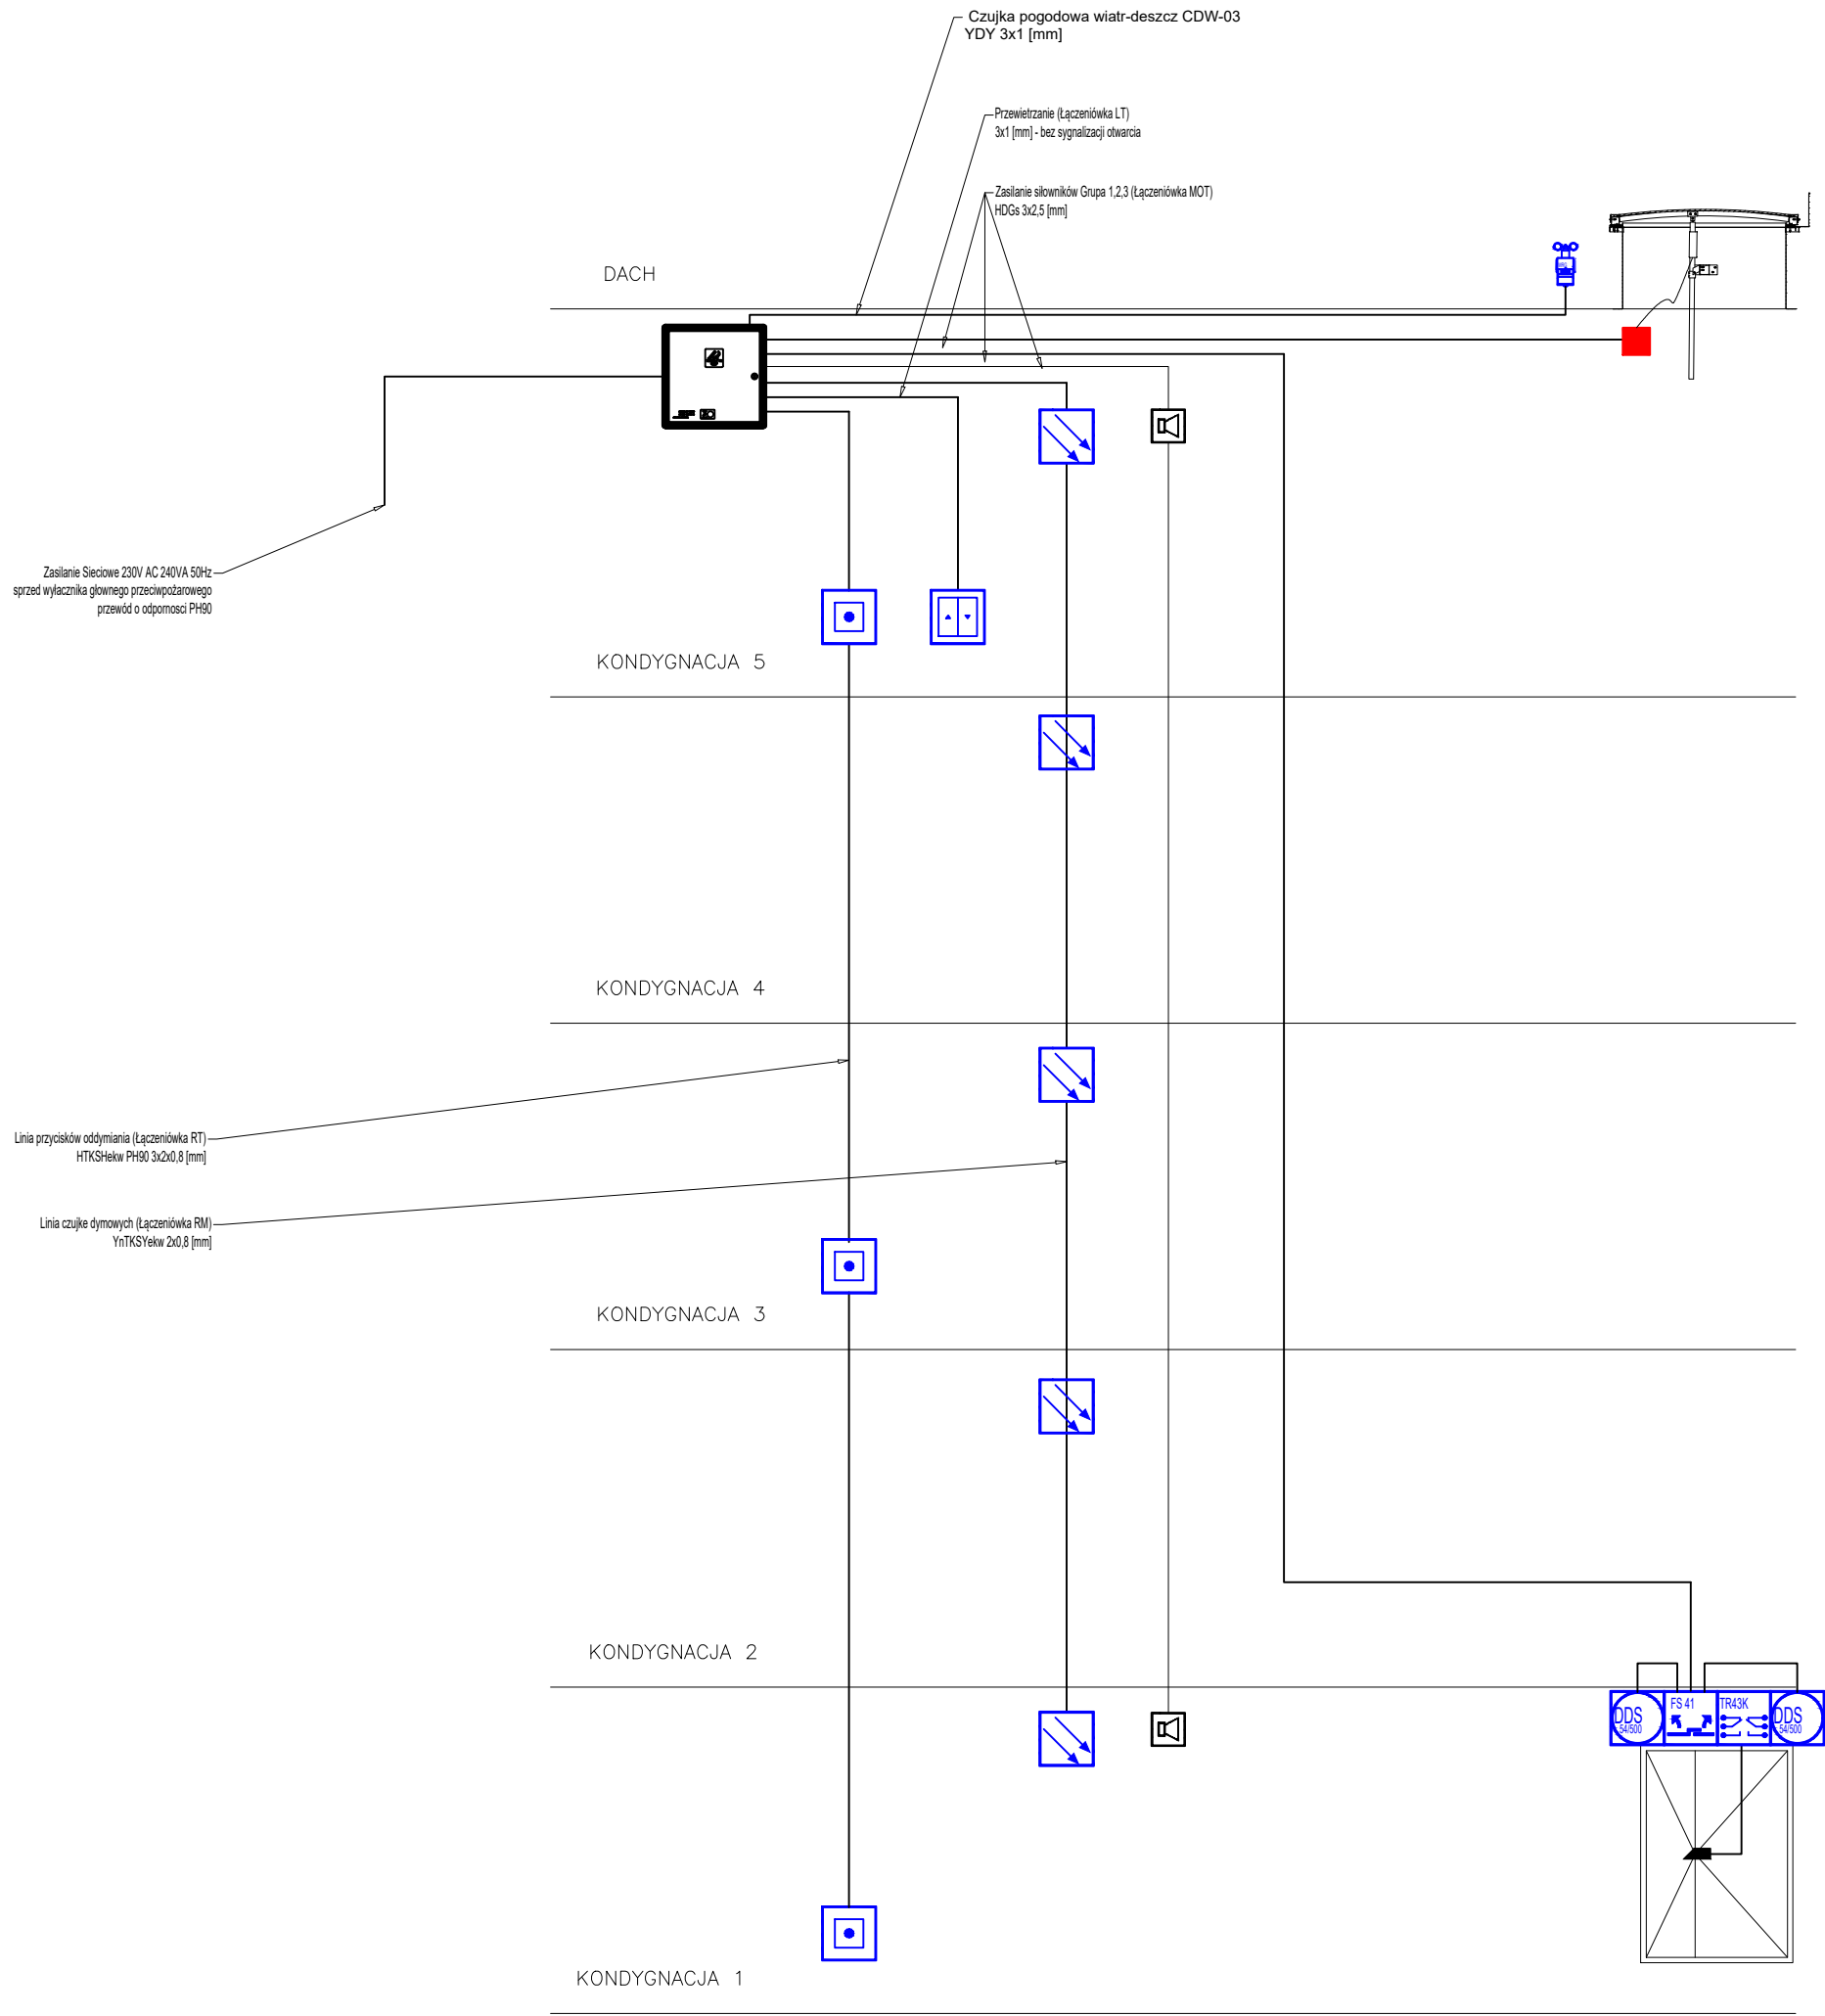 Czujka pogodowa wiatr-deszcz CDW-03
YDY 3x1 [mm]
Przewietrzanie (Łączeniówka LT)
3x1 [mm] - bez sygnalizacji otwarcia
Zasilanie siłowników Grupa 1,2,3 (Łączeniówka MOT)
HDGs 3x2,5 [mm]
DACH
Zasilanie Sieciowe 230V AC 240VA 50Hz
sprzed wyłacznika głownego przeciwpożarowego
przewód o odpornosci PH90
KONDYGNACJA 5
KONDYGNACJA 4
Linia przycisków oddymiania (Łączeniówka RT)
HTKSHekw PH90 3x2x0,8 [mm]
Linia czujke dymowych (Łączeniówka RM)
YnTKSYekw 2x0,8 [mm]
KONDYGNACJA 3
KONDYGNACJA 2
DDS
54/500
FS 41
TR43K
DDS
54/500
KONDYGNACJA 1